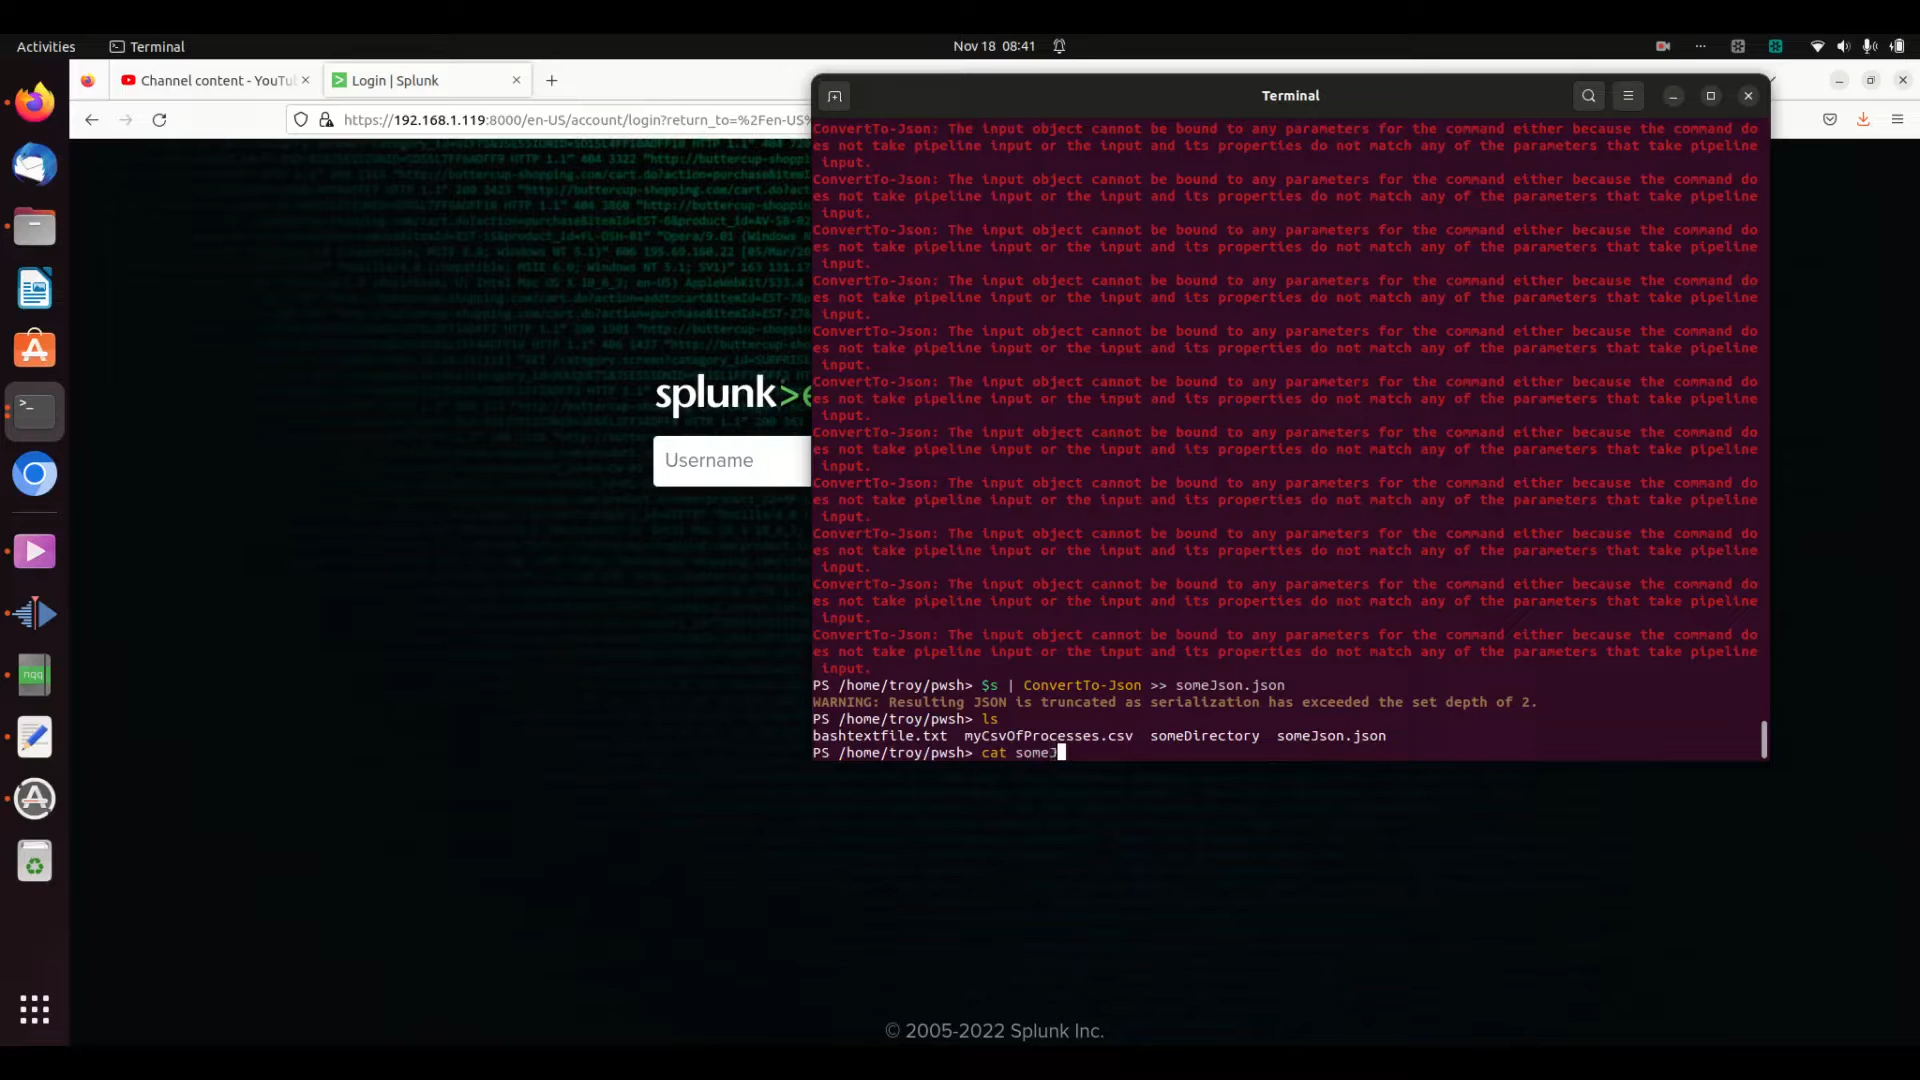 Activities
Terminal
Nov 18 08:41
Channel content - YouTu
Login | Splunk
https://192.168.1.119:8000/en-US/account/login?return_to=%2Fen-US%
splunk>e
Username
nqq
Terminal
ConvertTo-Json: The input object cannot be bound to any parameters for the command either because the command do
es not take pipeline input or the input and its properties do not match any of the parameters that take pipeline
input.
ConvertTo-Json: The input object cannot be bound to any parameters for the command either because the command do
es not take pipeline input or the input and its properties do not match any of the parameters that take pipeline
input.
ConvertTo-Json: The input object cannot be bound to any parameters for the command either because the command do
es not take pipeline input or the input and its properties do not match any of the parameters that take pipeline
input.
ConvertTo-Json: The input object cannot be bound to any parameters for the command either because the command do
es not take pipeline input or the input and its properties do not match any of the parameters that take pipeline
input.
ConvertTo-Json: The input object cannot be bound to any parameters for the command either because the command do
es not take pipeline input or the input and its properties do not match any of the parameters that take pipeline
input.
ConvertTo-Json: The input object cannot be bound to any parameters for the command either because the command do
es not take pipeline input or the input and its properties do not match any of the parameters that take pipeline
input.
ConvertTo-Json: The input object cannot be bound to any parameters for the command either because the command do
es not take pipeline input or the input and its properties do not match any of the parameters that take pipeline
input.
ConvertTo-Json: The input object cannot be bound to any parameters for the command either because the command do
es not take pipeline input or the input and its properties do not match any of the parameters that take pipeline
input.
ConvertTo-Json: The input object cannot be bound to any parameters for the command either because the command do
es not take pipeline input or the input and its properties do not match any of the parameters that take pipeline
input.
ConvertTo-Json: The input object cannot be bound to any parameters for the command either because the command do
es not take pipeline input or the input and its properties do not match any of the parameters that take pipeline
input.
ConvertTo-Json: The input object cannot be bound to any parameters for the command either because the command do
es not take pipeline input or the input and its properties do not match any of the parameters that take pipeline
input.
PS /home/troy/pwsh> $s | ConvertTo-Json >> someJson.json
WARNING: Resulting JSON is truncated as serialization has exceeded the set depth of 2.
PS /home/troy/pwsh> ls
bashtextfile.txt myCsvOfProcesses.csv someDirectory someJson.json
PS /home/troy/pwsh> cat someJ
© 2005-2022 Splunk Inc.